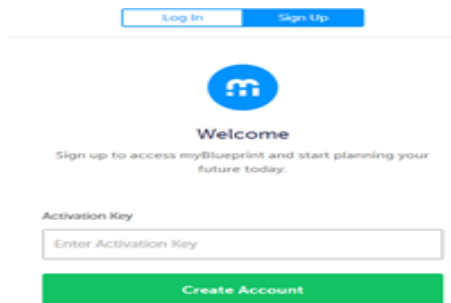 Log In Sign Up
m
Welcome
Sign up to access myBlueprint and start planning your
future today.
Activation Key
Enter Activation Key
Create Account